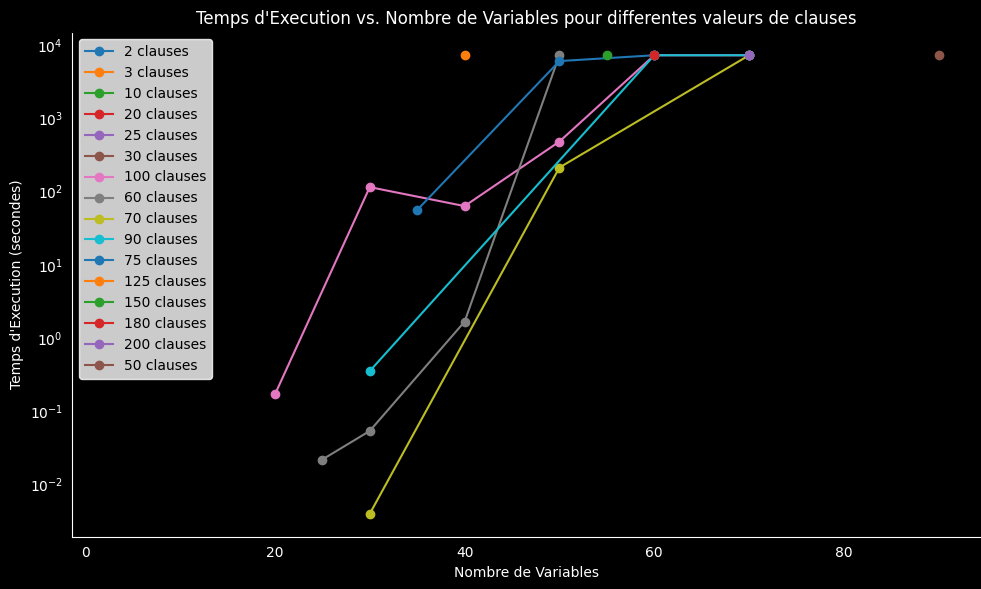 Temps d'Execution vs. Nombre de Variables pour differentes valeurs de clauses
Temps d'Execution (secondes)
10^4
10^3
10^2
10^1
10^0
10^-1
10^-2
2 clauses
3 clauses
10 clauses
20 clauses
25 clauses
30 clauses
100 clauses
60 clauses
70 clauses
90 clauses
75 clauses
125 clauses
150 clauses
180 clauses
200 clauses
50 clauses
0 20 40 60 80
Nombre de Variables